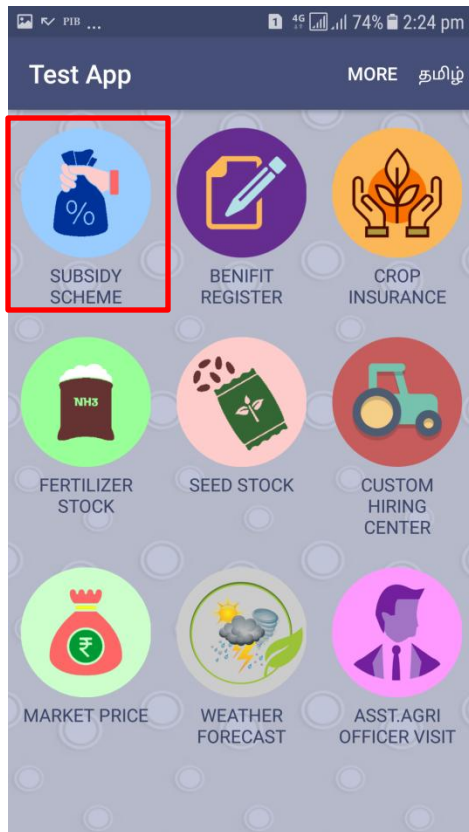 PIB ... 1 4G 74% 2:24 pm
Test App MORE தமிழ்
%
SUBSIDY
SCHEME
BENIFIT
REGISTER
CROP
INSURANCE
NH3
FERTILIZER
STOCK
SEED STOCK
CUSTOM
HIRING
CENTER
₹
MARKET PRICE
WEATHER
FORECAST
ASST.AGRI
OFFICER VISIT